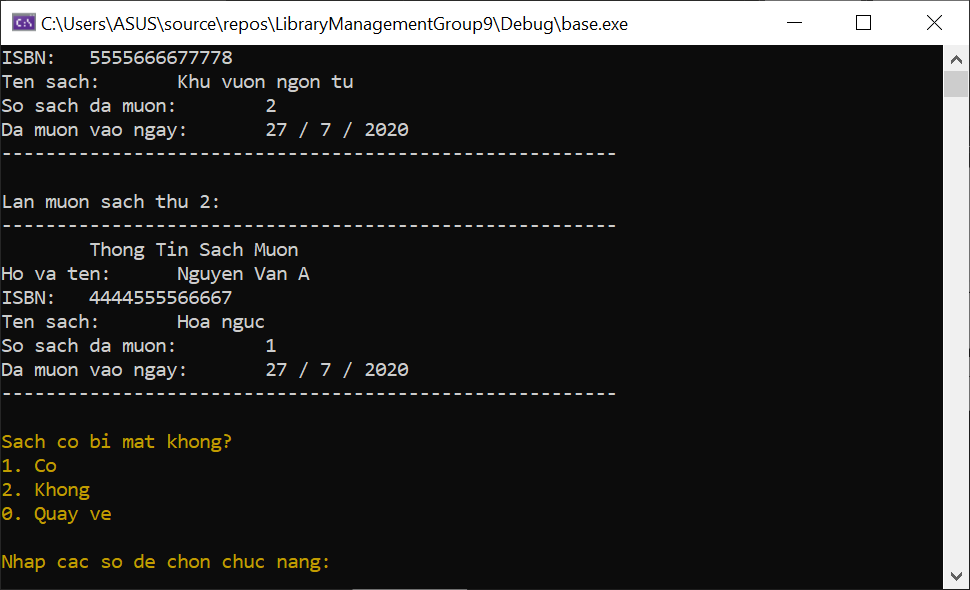 C:\Users\ASUS\source\repos\LibraryManagementGroup9\Debug\base.exe
ISBN:   5555666677778
Ten sach:       Khu vuon ngon tu
So sach da muon:        2
Da muon vao ngay:       27 / 7 / 2020
--------------------------------------------------------
Lan muon sach thu 2:
--------------------------------------------------------
        Thong Tin Sach Muon
Ho va ten:      Nguyen Van A
ISBN:   4444555566667
Ten sach:       Hoa nguc
So sach da muon:        1
Da muon vao ngay:       27 / 7 / 2020
--------------------------------------------------------
Sach co bi mat khong?
1. Co
2. Khong
0. Quay ve
Nhap cac so de chon chuc nang: